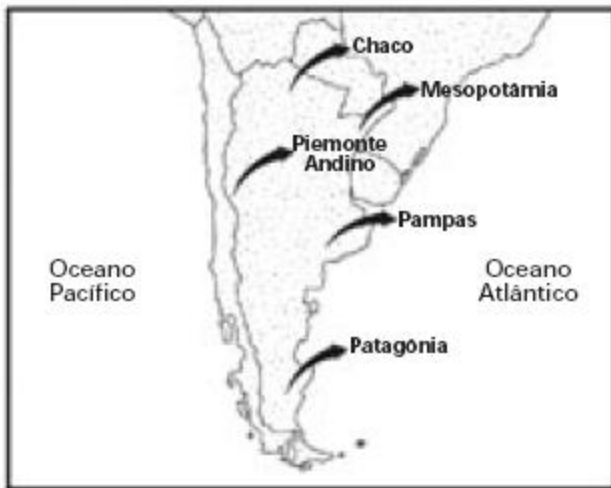 Chaco
Mesopotâmia
Piemonte
Andino
Pampas
Oceano
Pacífico
Oceano
Atlântico
Patagônia